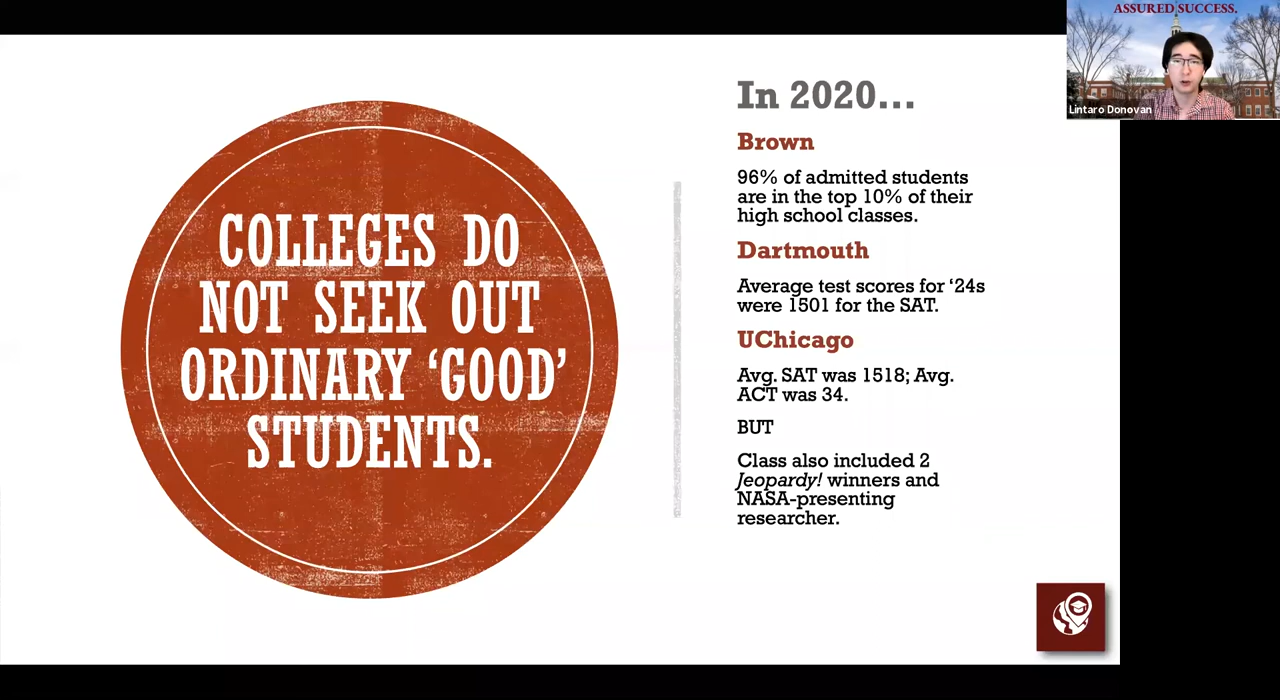 ASSURED SUCCESS.
Lintaro Donovan
COLLEGES DO
NOT SEEK OUT
ORDINARY ‘GOOD’
STUDENTS.
In 2020...
Brown
96% of admitted students
are in the top 10% of their
high school classes.
Dartmouth
Average test scores for ‘24s
were 1501 for the SAT.
UChicago
Avg. SAT was 1518; Avg.
ACT was 34.
BUT
Class also included 2
Jeopardy! winners and
NASA-presenting
researcher.